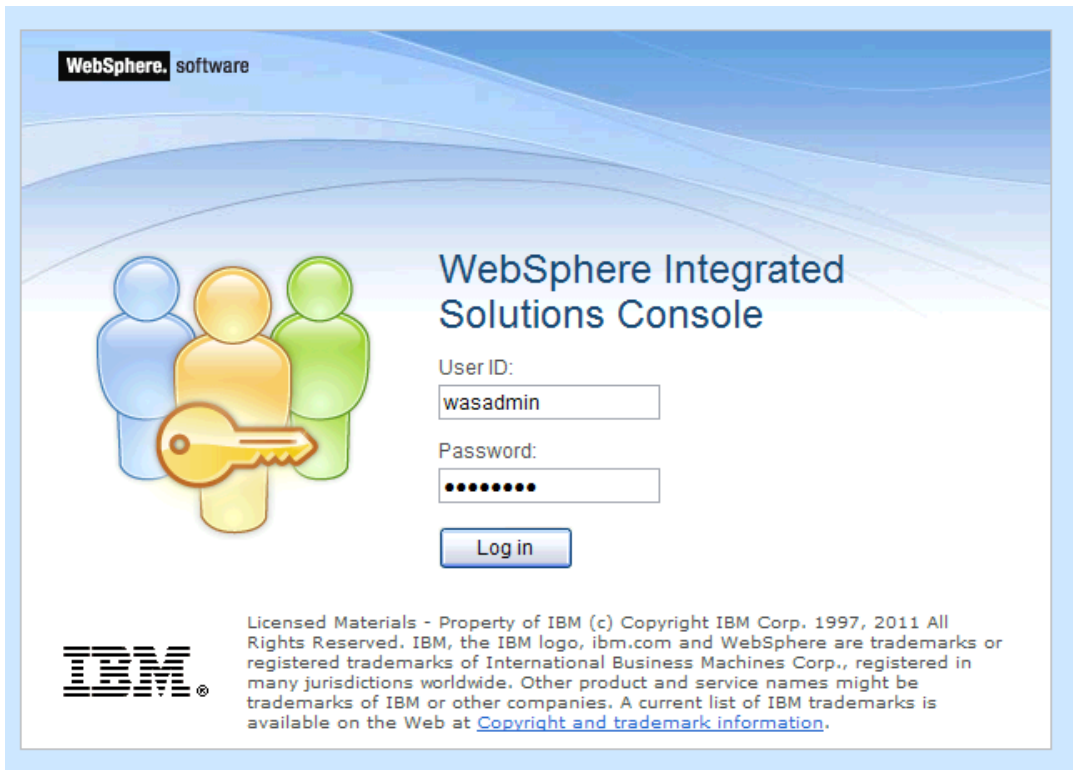 WebSphere. software
WebSphere Integrated
Solutions Console
User ID:
wasadmin
Password:
••••••••
Log in
Licensed Materials - Property of IBM (c) Copyright IBM Corp. 1997, 2011 All
Rights Reserved. IBM, the IBM logo, ibm.com and WebSphere are trademarks or
registered trademarks of International Business Machines Corp., registered in
many jurisdictions worldwide. Other product and service names might be
trademarks of IBM or other companies. A current list of IBM trademarks is
available on the Web at Copyright and trademark information.
IBM®